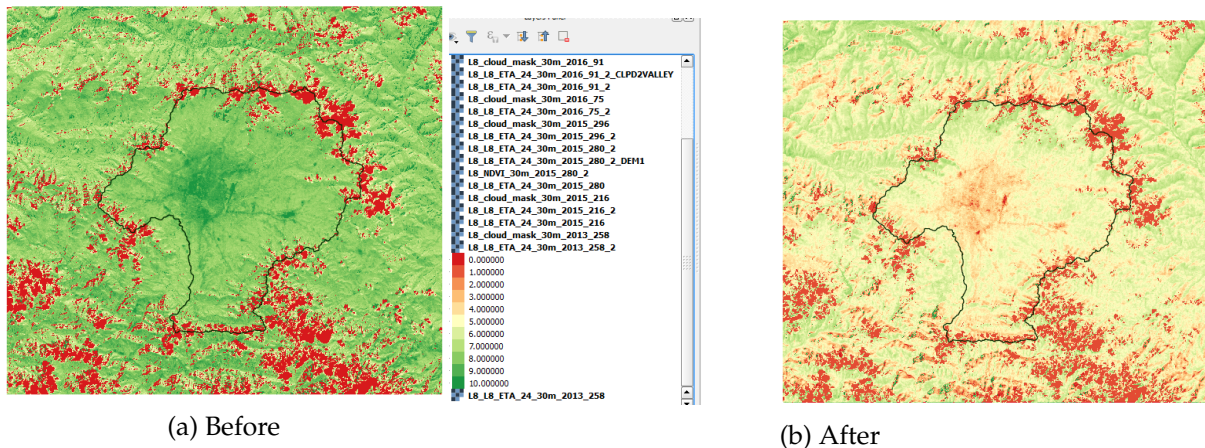 L8_cloud_mask_30m_2016_91
L8_L8_ETA_24_30m_2016_91_2_CLPD2VALLEY
L8_L8_ETA_24_30m_2016_91_2
L8_cloud_mask_30m_2016_75
L8_L8_ETA_24_30m_2016_75_2
L8_cloud_mask_30m_2015_296
L8_L8_ETA_24_30m_2015_296_2
L8_L8_ETA_24_30m_2015_280_2
L8_L8_ETA_24_30m_2015_280_2_DEM1
L8_NDVI_30m_2015_280_2
L8_L8_ETA_24_30m_2015_280
L8_cloud_mask_30m_2015_216
L8_L8_ETA_24_30m_2015_216_2
L8_L8_ETA_24_30m_2015_216
L8_cloud_mask_30m_2013_258
L8_L8_ETA_24_30m_2013_258_2
1.000000
1.000000
2.000000
3.000000
4.000000
5.000000
6.000000
7.000000
8.000000
9.000000
10.000000
L8_L8_ETA_24_30m_2013_258
(a) Before
(b) After